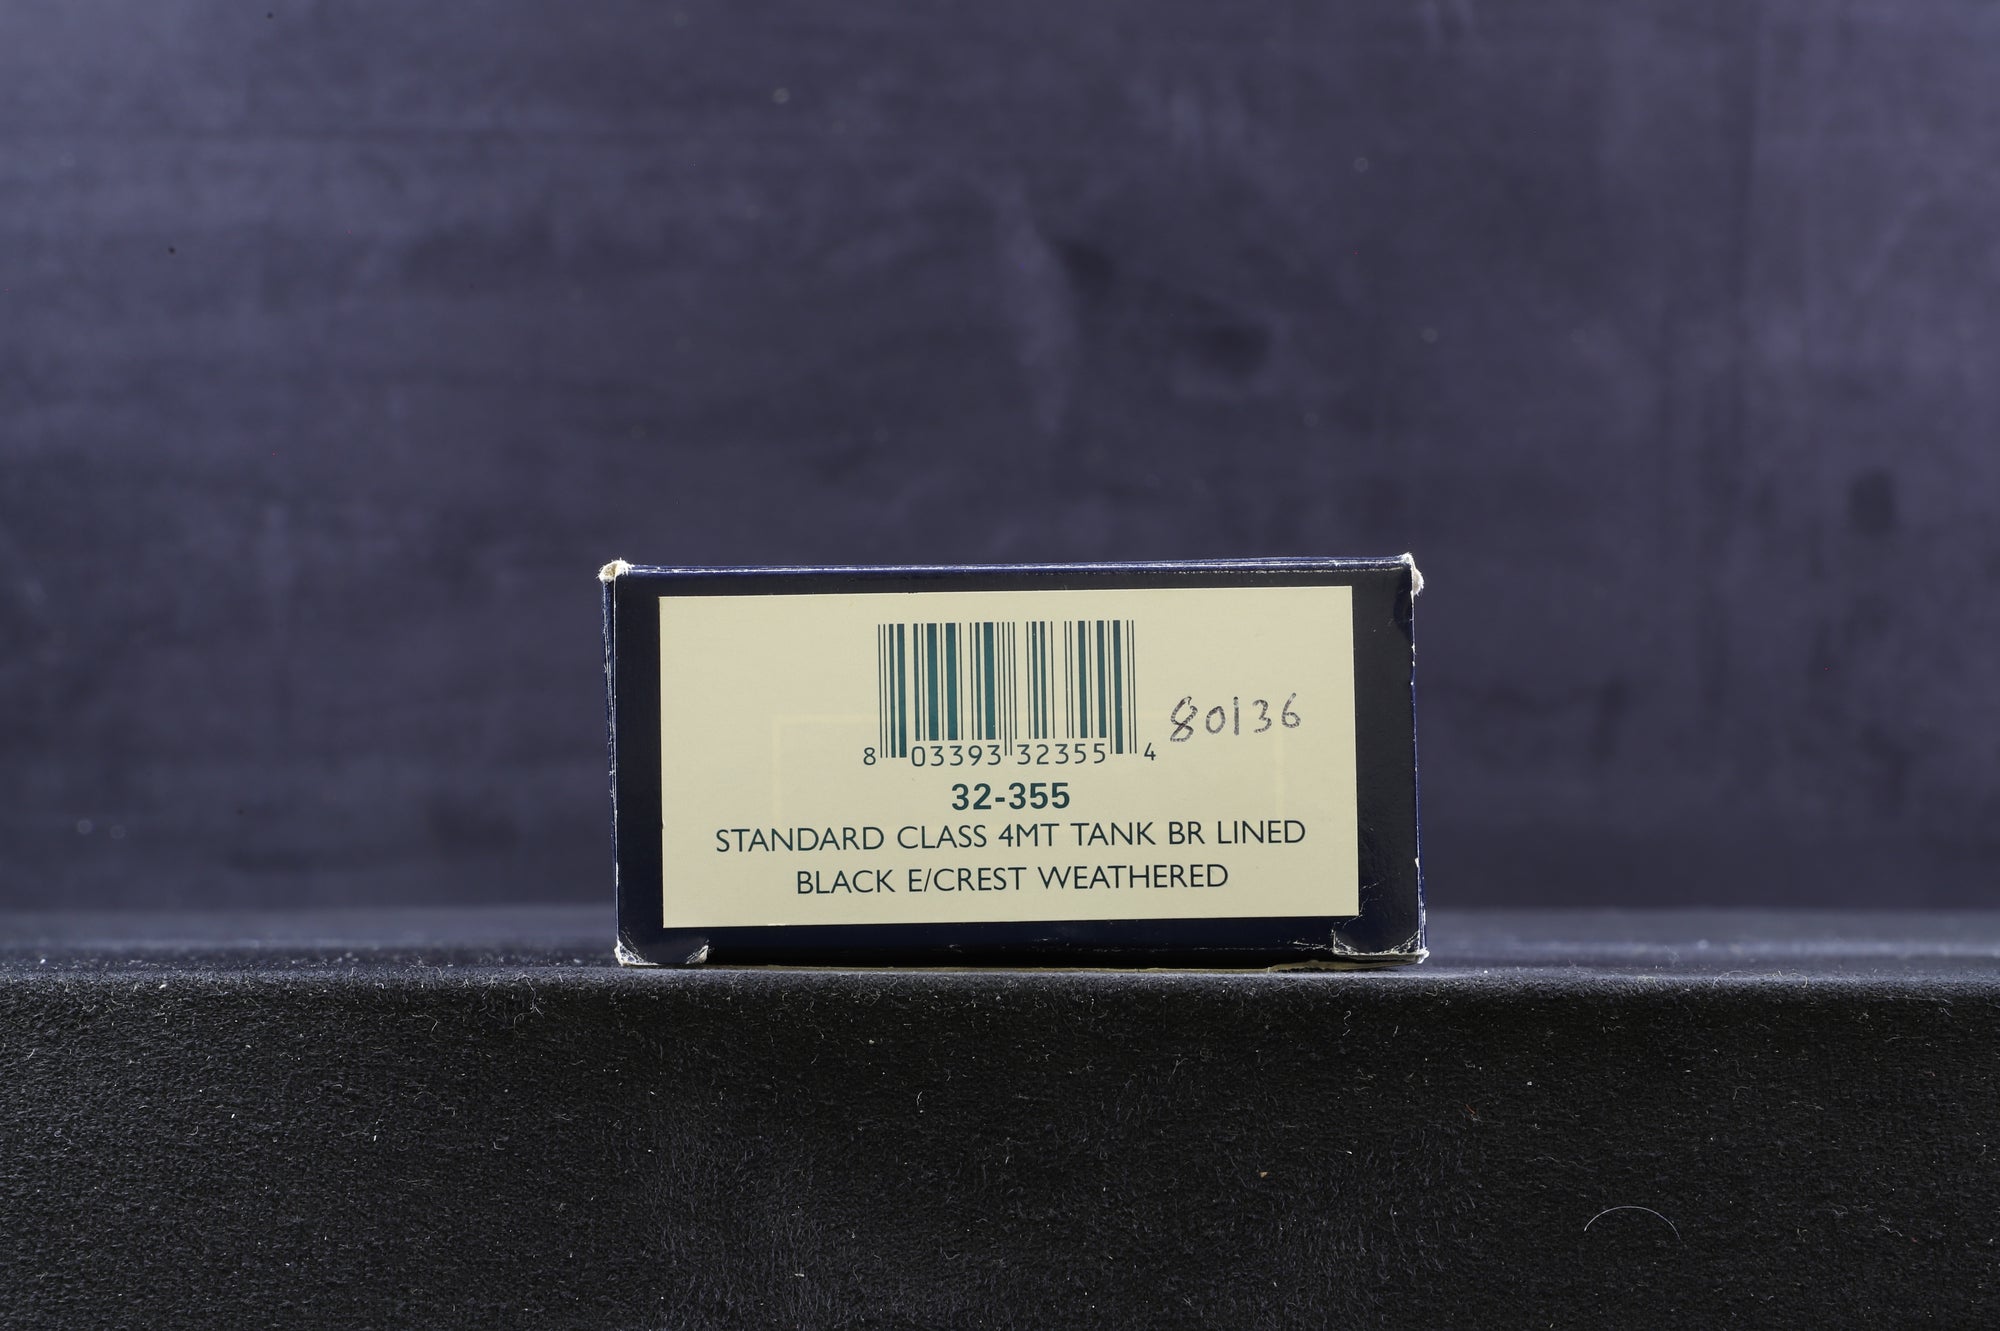 80136
8 03393 32355 4
32-355
STANDARD CLASS 4MT TANK BR LINED
BLACK E/CREST WEATHERED